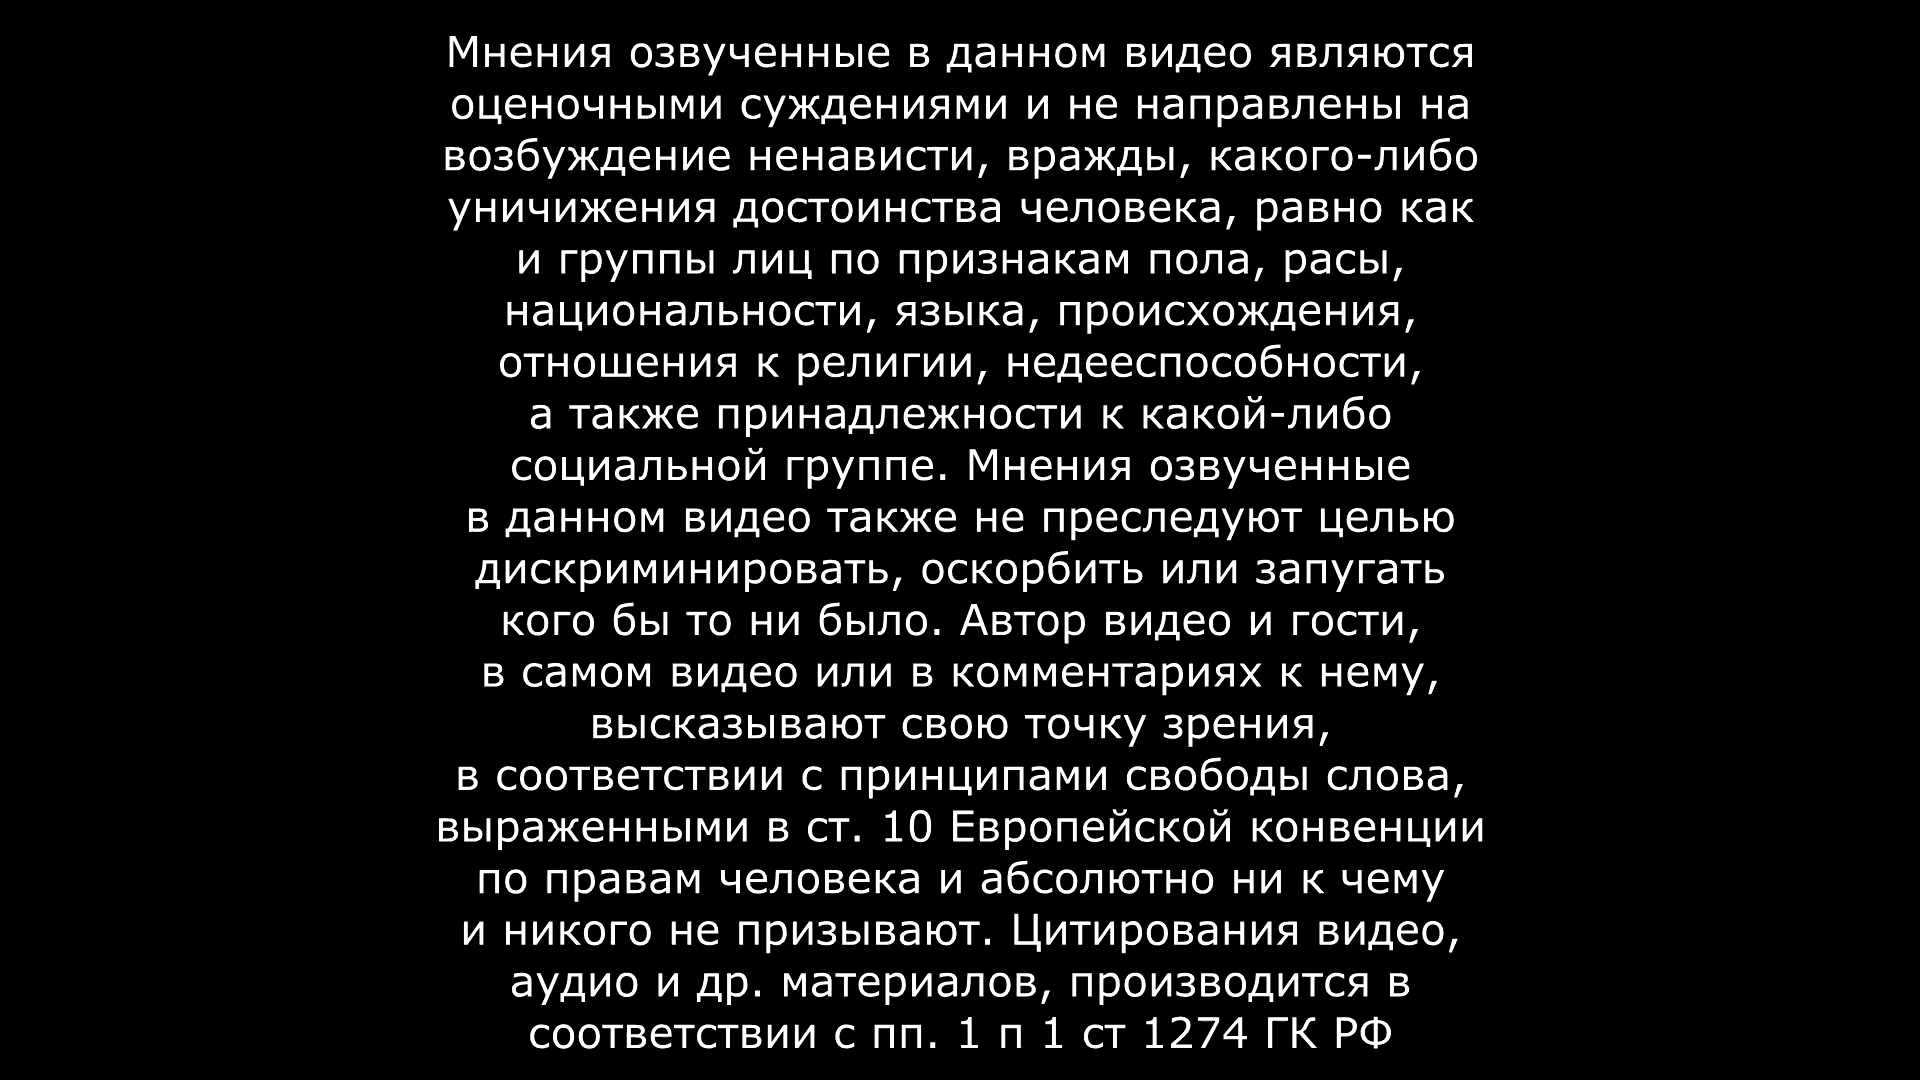 Мнения озвученные в данном видео являются
оценочными суждениями и не направлены на
возбуждение ненависти, вражды, какого-либо
уничижения достоинства человека, равно как
и группы лиц по признакам пола, расы,
национальности, языка, происхождения,
отношения к религии, недееспособности,
а также принадлежности к какой-либо
социальной группе. Мнения озвученные
в данном видео также не преследуют целью
дискриминировать, оскорбить или запугать
кого бы то ни было. Автор видео и гости,
в самом видео или в комментариях к нему,
высказывают свою точку зрения,
в соответствии с принципами свободы слова,
выраженными в ст. 10 Европейской конвенции
по правам человека и абсолютно ни к чему
и никого не призывают. Цитирования видео,
аудио и др. материалов, производится в
соответствии с пп. 1 п 1 ст 1274 ГК РФ